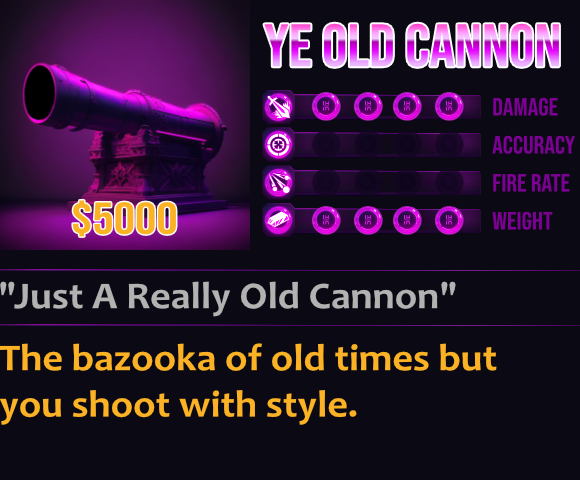 YE OLD CANNON
DAMAGE
ACCURACY
FIRE RATE
WEIGHT
$5000
"Just A Really Old Cannon"
The bazooka of old times but
you shoot with style.